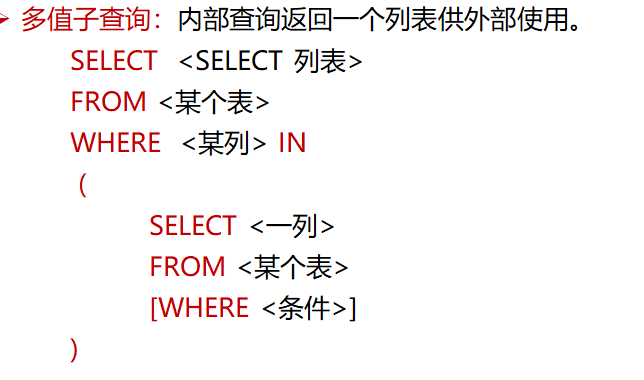 多值子查询：内部查询返回一个列表供外部使用。
SELECT <SELECT 列表>
FROM <某个表>
WHERE <某列> IN
（
SELECT <一列>
FROM <某个表>
[WHERE <条件>]
）